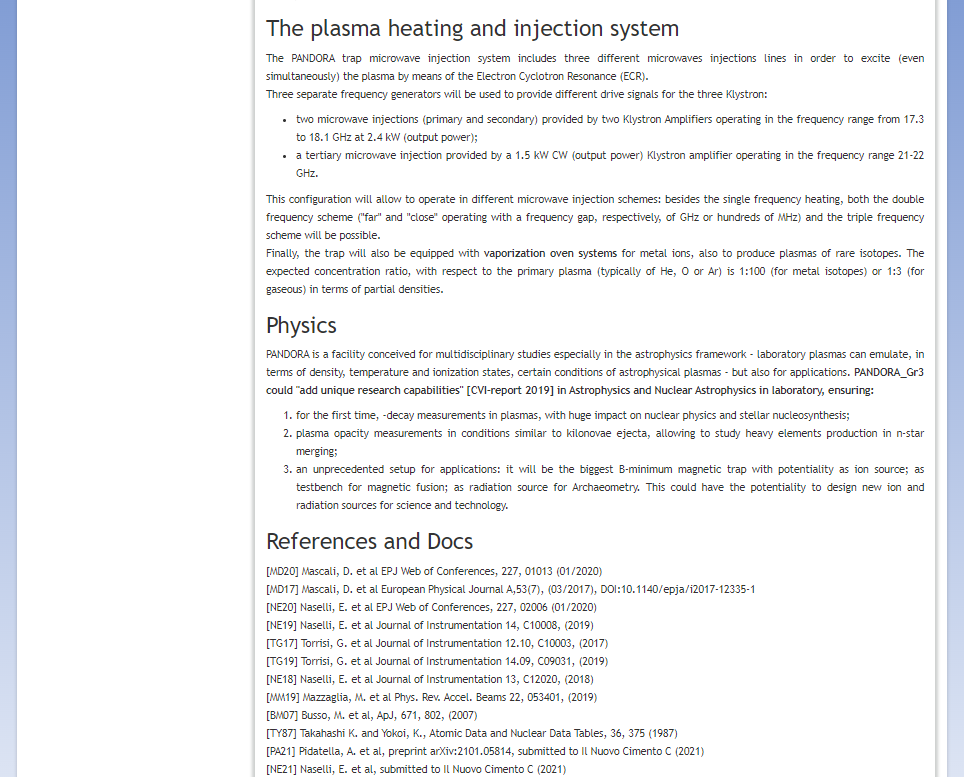 The plasma heating and injection system
The PANDORA trap microwave injection system includes three different microwaves injections lines in order to excite (even
simultaneously) the plasma by means of the Electron Cyclotron Resonance (ECR).
Three separate frequency generators will be used to provide different drive signals for the three Klystron:
• two microwave injections (primary and secondary) provided by two Klystron Amplifiers operating in the frequency range from 17.3
to 18.1 GHz at 2.4 kW (output power);
• a tertiary microwave injection provided by a 1.5 kW CW (output power) Klystron amplifier operating in the frequency range 21-22
GHz.
This configuration will allow to operate in different microwave injection schemes: besides the single frequency heating, both the double
frequency scheme ("far" and "close" operating with a frequency gap, respectively, of GHz or hundreds of MHz) and the triple frequency
scheme will be possible.
Finally, the trap will also be equipped with vaporization oven systems for metal ions, also to produce plasmas of rare isotopes. The
expected concentration ratio, with respect to the primary plasma (typically of He, O or Ar) is 1:100 (for metal isotopes) or 1:3 (for
gaseous) in terms of partial densities.
Physics
PANDORA is a facility conceived for multidisciplinary studies especially in the astrophysics framework - laboratory plasmas can emulate, in
terms of density, temperature and ionization states, certain conditions of astrophysical plasmas - but also for applications. PANDORA_Gr3
could "add unique research capabilities" [CVI-report 2019] in Astrophysics and Nuclear Astrophysics in laboratory, ensuring:
1. for the first time, -decay measurements in plasmas, with huge impact on nuclear physics and stellar nucleosynthesis;
2. plasma opacity measurements in conditions similar to kilonovae ejecta, allowing to study heavy elements production in n-star
merging;
3. an unprecedented setup for applications: it will be the biggest B-minimum magnetic trap with potentiality as ion source; as
testbench for magnetic fusion; as radiation source for Archaeometry. This could have the potentiality to design new ion and
radiation sources for science and technology.
References and Docs
[MD20] Mascali, D. et al EPJ Web of Conferences, 227, 01013 (01/2020)
[MD17] Mascali, D. et al European Physical Journal A,53(7), (03/2017), DOI:10.1140/epja/i2017-12335-1
[NE20] Naselli, E. et al EPJ Web of Conferences, 227, 02006 (01/2020)
[NE19] Naselli, E. et al Journal of Instrumentation 14, C10008, (2019)
[TG17] Torrisi, G. et al Journal of Instrumentation 12.10, C10003, (2017)
[TG19] Torrisi, G. et al Journal of Instrumentation 14.09, C09031, (2019)
[NE18] Naselli, E. et al Journal of Instrumentation 13, C12020, (2018)
[MM19] Mazzaglia, M. et al Phys. Rev. Accel. Beams 22, 053401, (2019)
[BM07] Busso, M. et al, ApJ, 671, 802, (2007)
[TY87] Takahashi K. and Yokoi, K., Atomic Data and Nuclear Data Tables, 36, 375 (1987)
[PA21] Pidatella, A. et al, preprint arXiv:2101.05814, submitted to Il Nuovo Cimento C (2021)
[NE21] Naselli, E. et al, submitted to Il Nuovo Cimento C (2021)